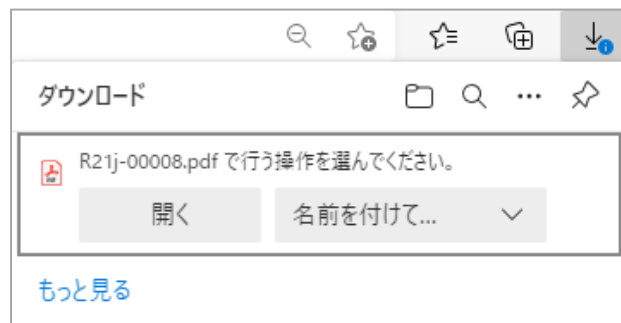 ダウンロード
R21j-00008.pdf で行う操作を選んでください。
開く 名前を付けて...
もっと見る